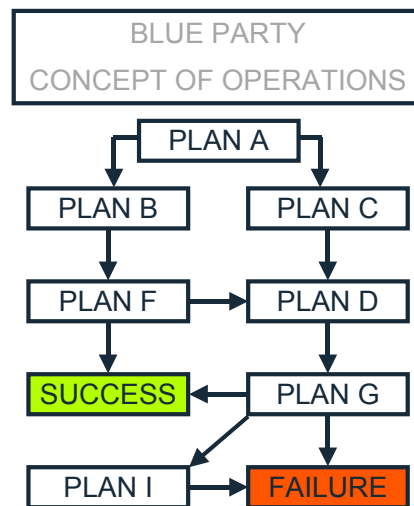 BLUE PARTY
CONCEPT OF OPERATIONS
PLAN A
PLAN B
PLAN C
PLAN F
PLAN D
SUCCESS
PLAN G
PLAN I
FAILURE